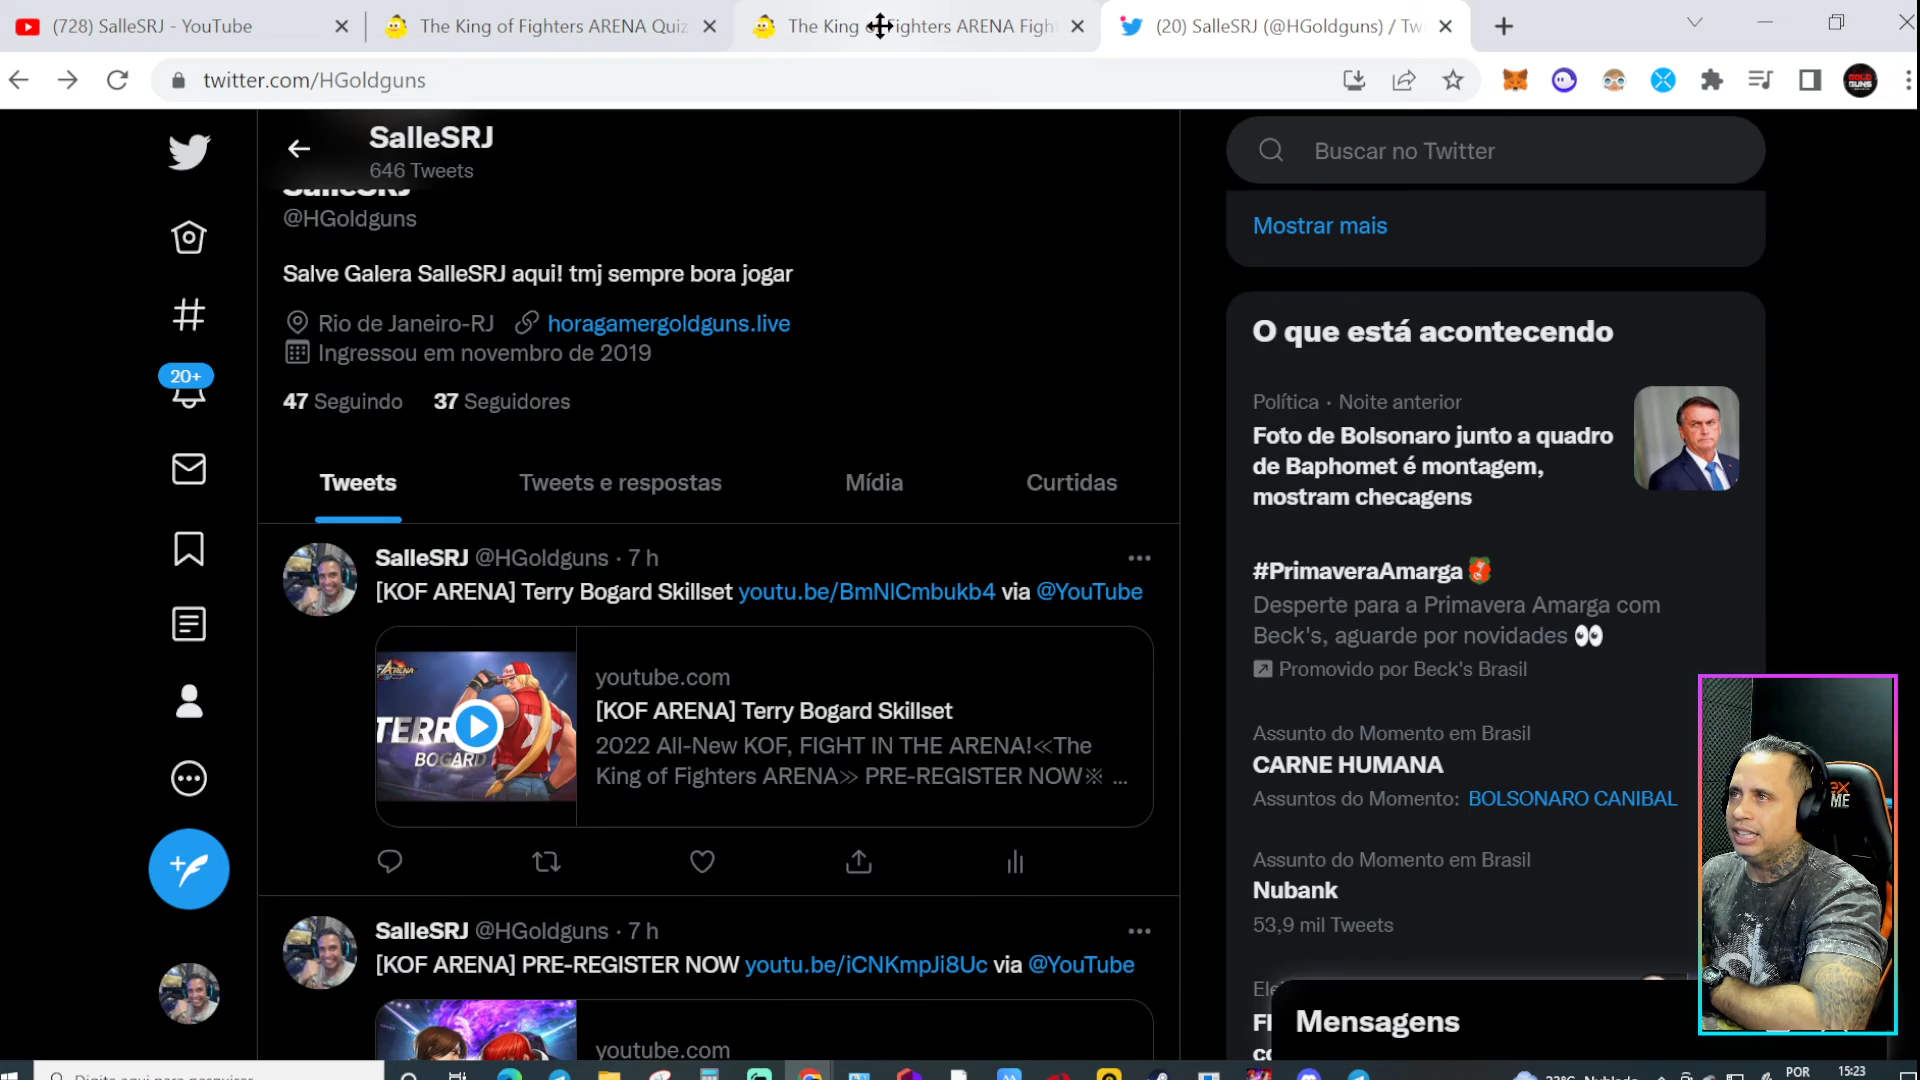 (728) SalleSRJ - YouTube
The King of Fighters ARENA Quiz
The King of Fighters ARENA Figh
(20) SalleSRJ (@HGoldguns) / Tw
twitter.com/HGoldguns
SalleSRJ
646 Tweets
SalleSRJ
@HGoldguns
Salve Galera SalleSRJ aqui! tmj sempre bora jogar
Rio de Janeiro-RJ horagamergoldguns.live
Ingressou em novembro de 2019
47 Seguindo 37 Seguidores
Tweets Tweets e respostas Mídia Curtidas
20+
SalleSRJ @HGoldguns · 7 h
[KOF ARENA] Terry Bogard Skillset youtu.be/BmNlCmbukb4 via @YouTube
TERR
BOGARD
youtube.com
[KOF ARENA] Terry Bogard Skillset
2022 All-New KOF, FIGHT IN THE ARENA!≪The
King of Fighters ARENA≫ PRE-REGISTER NOW※ ...
SalleSRJ @HGoldguns · 7 h
[KOF ARENA] PRE-REGISTER NOW youtu.be/iCNKmpJi8Uc via @YouTube
youtube.com
Buscar no Twitter
Mostrar mais
O que está acontecendo
Política · Noite anterior
Foto de Bolsonaro junto a quadro
de Baphomet é montagem,
mostram checagens
#PrimaveraAmarga
Desperte para a Primavera Amarga com
Beck's, aguarde por novidades 👀
Promovido por Beck's Brasil
Assunto do Momento em Brasil
CARNE HUMANA
Assuntos do Momento: BOLSONARO CANIBAL
Assunto do Momento em Brasil
Nubank
53,9 mil Tweets
Mensagens
Digite aqui para pesquisar
POR
15:23